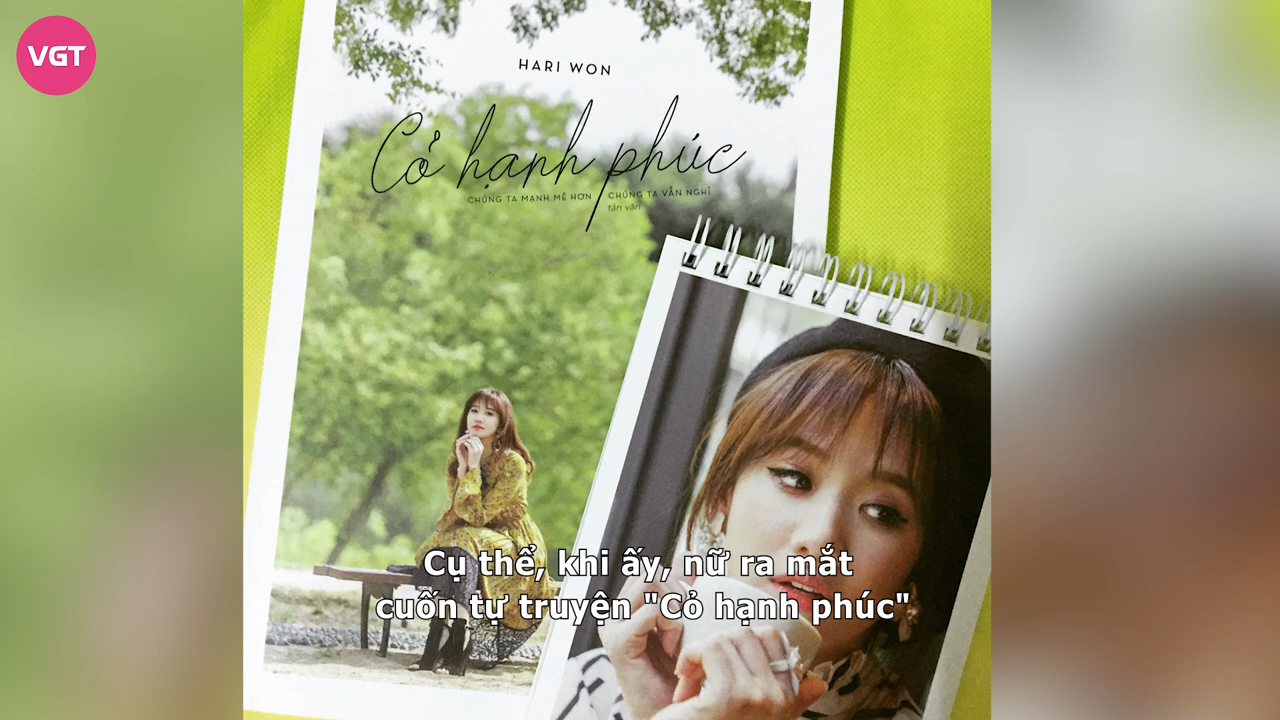 VGT
HARI WON
Cỏ hạnh phúc
CHÚNG TA MẠNH MẼ HƠN CHÚNG TA VẪN NGHĨ
tản văn
Cụ thể, khi ấy, nữ ra mắt
cuốn tự truyện "Cỏ hạnh phúc"